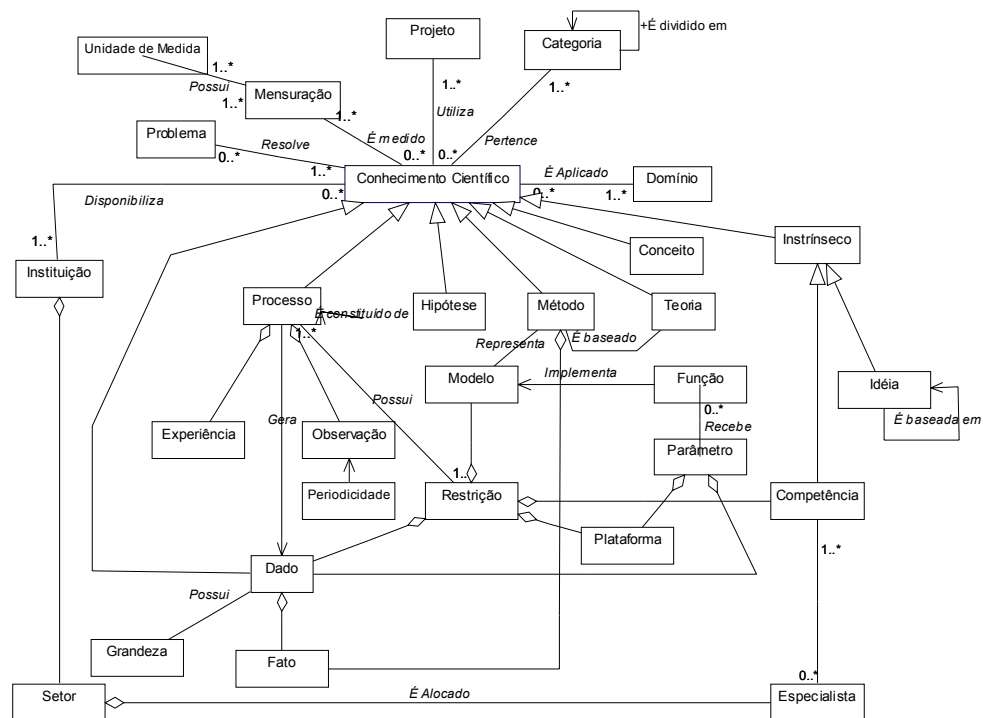 Projeto
Categoria
+É dividido em
Unidade de Medida
1..*
Possui
1..*
Mensuração
1..*
1..*
Utiliza
1..*
Problema
0..*
Resolve
1..*
É medido
0..*
0..*
Pertence
Conhecimento Científico
0..*
0..*
É Aplicado
1..*
Domínio
Disponibiliza
1..*
Instituição
Instrínseco
Conceito
Processo
É constituído de
1..*
Hipótese
Método
Teoria
É baseado
Representa
Modelo
Implementa
Função
0..*
Recebe
Idéia
É baseada em
Experiência
Gera
Observação
Possui
Parâmetro
Periodicidade
1..
Restrição
Competência
1..*
Plataforma
Dado
Possui
Grandeza
Fato
0..*
Setor
É Alocado
Especialista